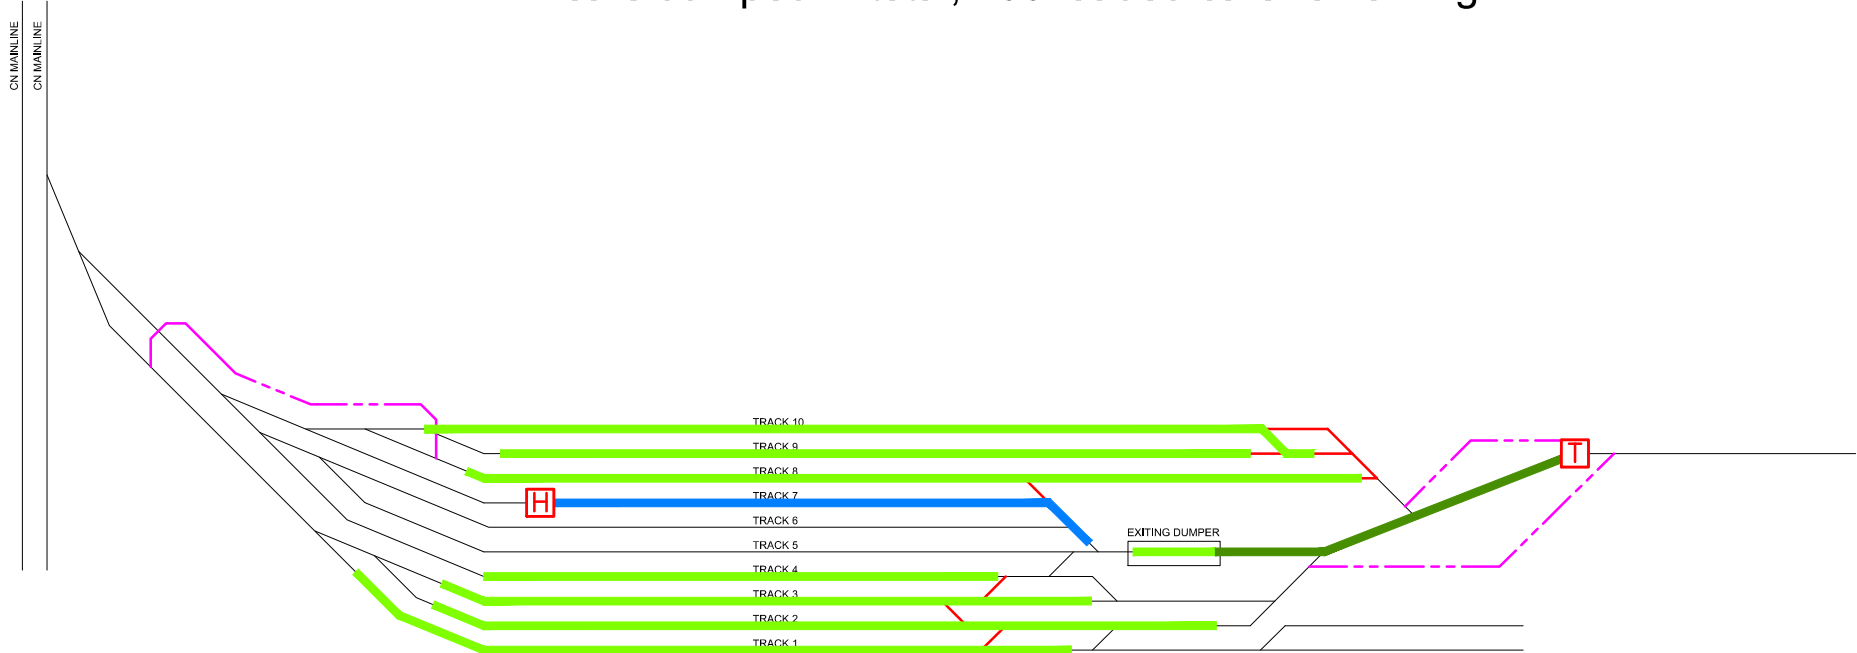 CN MAINLINE
CN MAINLINE
TRACK 10
TRACK 9
TRACK 8
TRACK 7
H
TRACK 6
TRACK 5
TRACK 4
TRACK 3
TRACK 2
TRACK 1
EXITING DUMPER
T